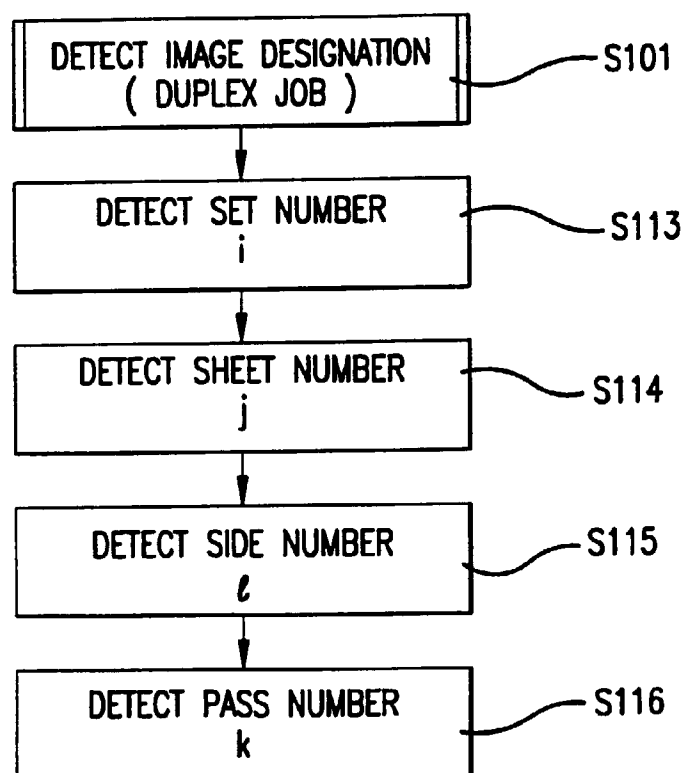 DETECT IMAGE DESIGNATION
( DUPLEX JOB )
S101
DETECT SET NUMBER
i
S113
DETECT SHEET NUMBER
j
S114
DETECT SIDE NUMBER
ℓ
S115
DETECT PASS NUMBER
k
S116